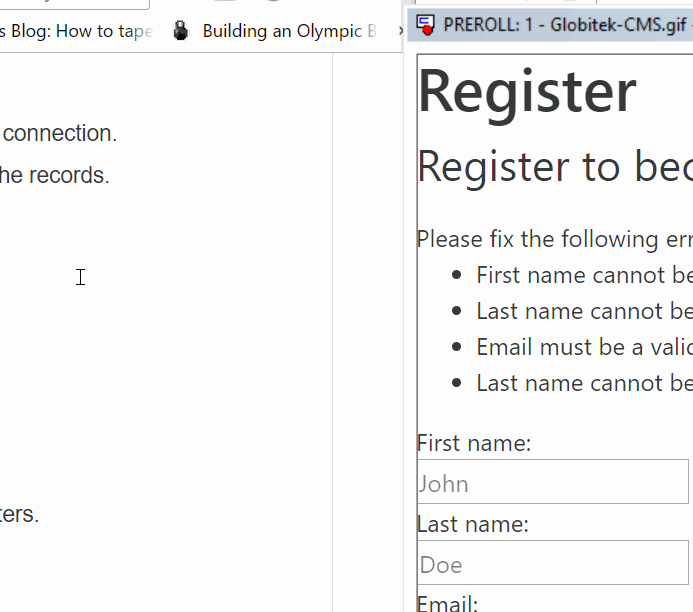 s Blog: How to tape
Building an Olympic B
PREROLL: 1 - Globitek-CMS.gif -
connection.
he records.
ters.
Register
Register to bec
Please fix the following err
First name cannot be
Last name cannot be
Email must be a valid
Last name cannot be
First name:
John
Last name:
Doe
Email: